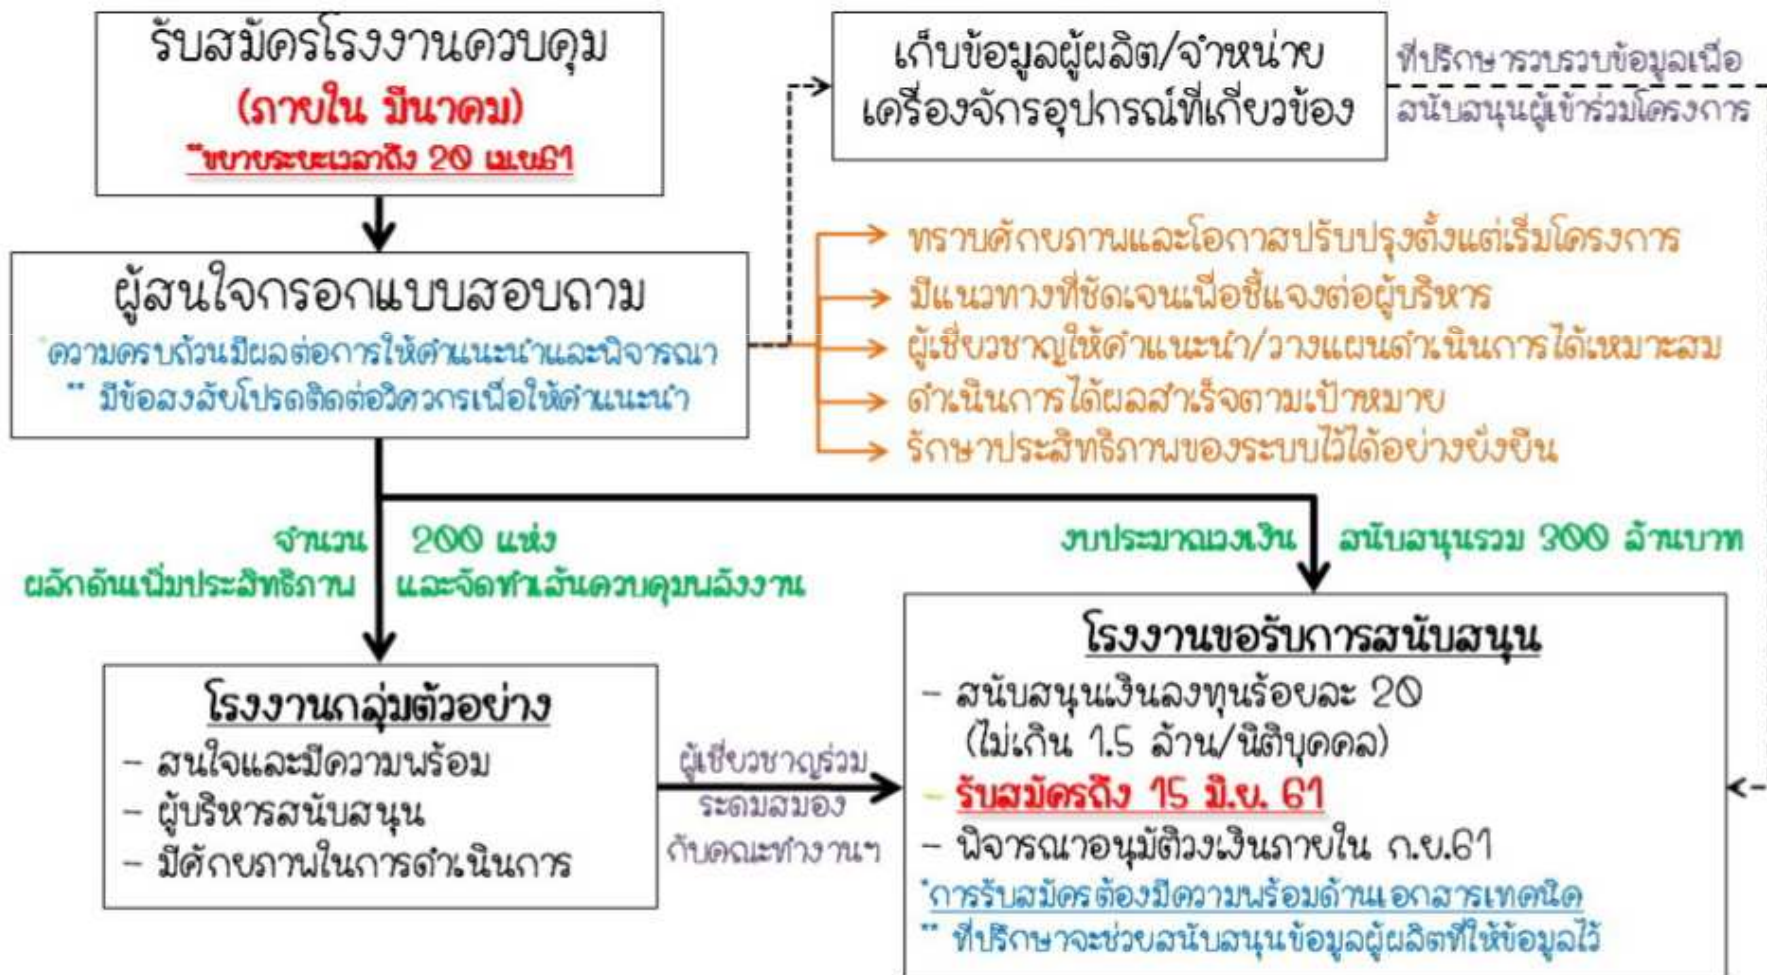 รับสมัครโรงงานควบคุม
(ภายใน มีนาคม)
**ขยายระยะเวลาถึง 20 เม.ย61
เก็บข้อมูลผู้ผลิต/จำหน่าย
เครื่องจักรอุปกรณ์ที่เกี่ยวข้อง
ที่ปรึกษารวบรวบข้อมูลเพื่อ
สนับสนุนผู้เข้าร่วมโครงการ
ผู้สนใจกรอกแบบสอบถาม
*ความครบถ้วนมีผลต่อการให้คำแนะนำและพิจารณา
** มีข้อสงสัยโปรดติดต่อวิศวกรเพื่อให้คำแนะนำ
ทราบศักยภาพและโอกาสปรับปรุงตั้งแต่เริ่มโครงการ
มีแนวทางที่ชัดเจนเพื่อชี้แจงต่อผู้บริหาร
ผู้เชี่ยวชาญให้คำแนะนำ/วางแผนดำเนินการได้เหมาะสม
ดำเนินการได้ผลสำเร็จตามเป้าหมาย
รักษาประสิทธิภาพของระบบไว้ได้อย่างยั่งยืน
จำนวน 200 แห่ง
ผลักดันเพิ่มประสิทธิภาพ และจัดทำเส้นควบคุมพลังงาน
งบประมาณวงเงิน สนับสนุนรวม 300 ล้านบาท
โรงงานกลุ่มตัวอย่าง
- สนใจและมีความพร้อม
- ผู้บริหารสนับสนุน
- มีศักยภาพในการดำเนินการ
ผู้เชี่ยวชาญร่วม
ระดมสมอง
กับคณะทำงานฯ
โรงงานขอรับการสนับสนุน
- สนับสนุนเงินลงทุนร้อยละ 20
(ไม่เกิน 1.5 ล้าน/นิติบุคคล)
- รับสมัครถึง 15 มิ.ย. 61
- พิจารณาอนุมัติวงเงินภายใน ก.ย.61
*การรับสมัครต้องมีความพร้อมด้านเอกสารเทคนิค
** ที่ปรึกษาจะช่วยสนับสนุนข้อมูลผู้ผลิตที่ให้ข้อมูลไว้